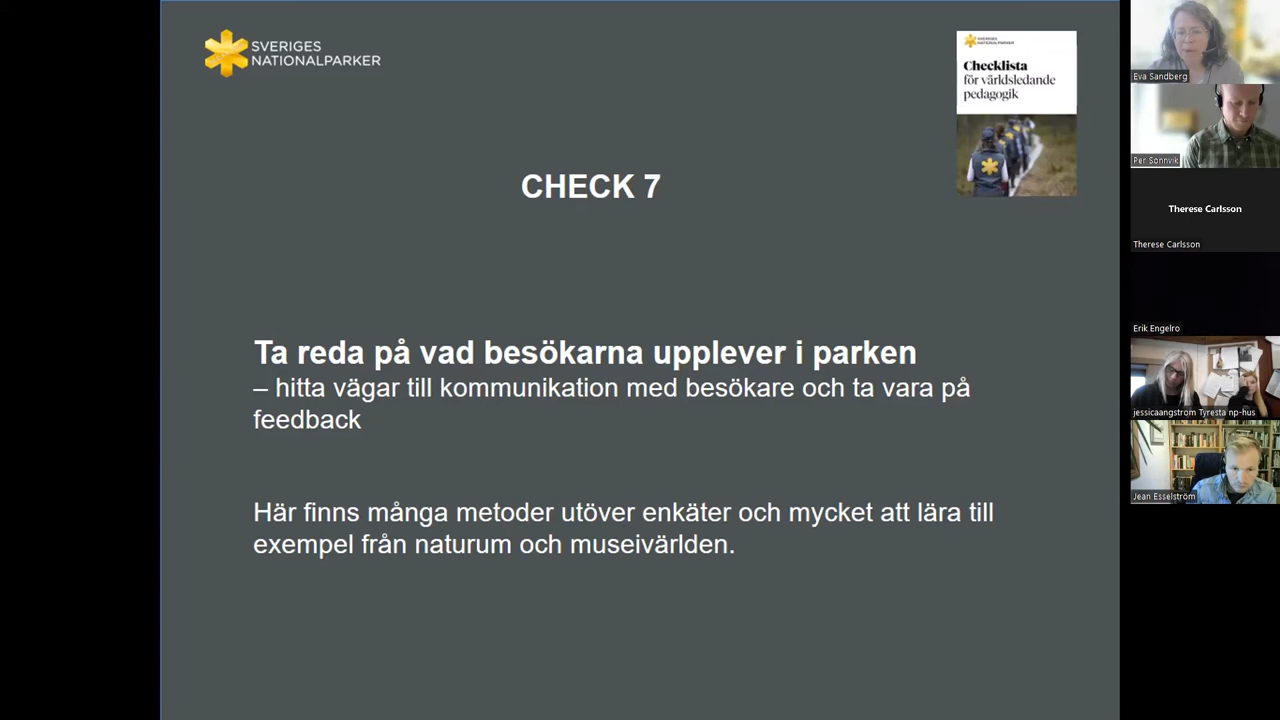 SVERIGES
NATIONALPARKER
SVERIGES
NATIONALPARKER
Checklista
för världsledande
pedagogik
CHECK 7
Ta reda på vad besökarna upplever i parken
– hitta vägar till kommunikation med besökare och ta vara på
feedback
Här finns många metoder utöver enkäter och mycket att lära till
exempel från naturum och museivärlden.
Eva Sandberg
Per Sonnvik
Therese Carlsson
Therese Carlsson
Erik Engelro
jessicaangstrom Tyresta np-hus
Jean Esselström